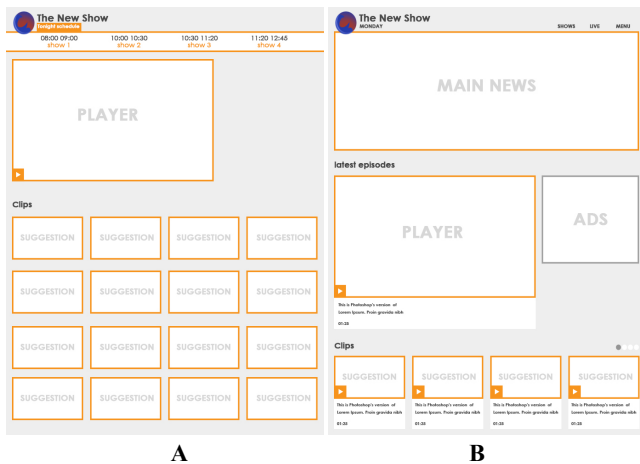 The New Show
Tonight schedule
08:00 09:00 10:00 10:30 10:30 11:20 11:20 12:45
show 1 show 2 show 3 show 4
PLAYER
Clips
SUGGESTION SUGGESTION SUGGESTION SUGGESTION
SUGGESTION SUGGESTION SUGGESTION SUGGESTION
SUGGESTION SUGGESTION SUGGESTION SUGGESTION
SUGGESTION SUGGESTION SUGGESTION SUGGESTION
A
The New Show
MONDAY SHOWS LIVE MENU
MAIN NEWS
latest episodes
PLAYER
ADS
This is Photoshop's version of
Lorem Ipsum. Proin gravida nibh
01:25
Clips
SUGGESTION SUGGESTION SUGGESTION SUGGESTION
This is Photoshop's version of This is Photoshop's version of This is Photoshop's version of This is Photoshop's version of
Lorem Ipsum. Proin gravida nibh Lorem Ipsum. Proin gravida nibh Lorem Ipsum. Proin gravida nibh Lorem Ipsum. Proin gravida nibh
01:25 01:25 01:25 01:25
B